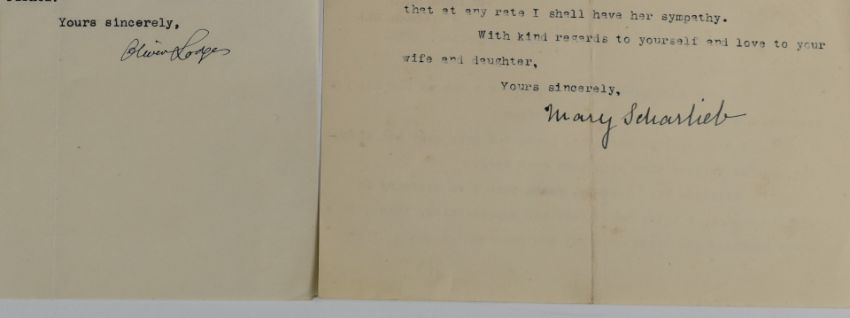 Yours sincerely,
Oliver Lodge
that at any rate I shall have her sympathy.
With kind regards to yourself and love to your
wife and daughter,
Yours sincerely,
Mary Scharlieb